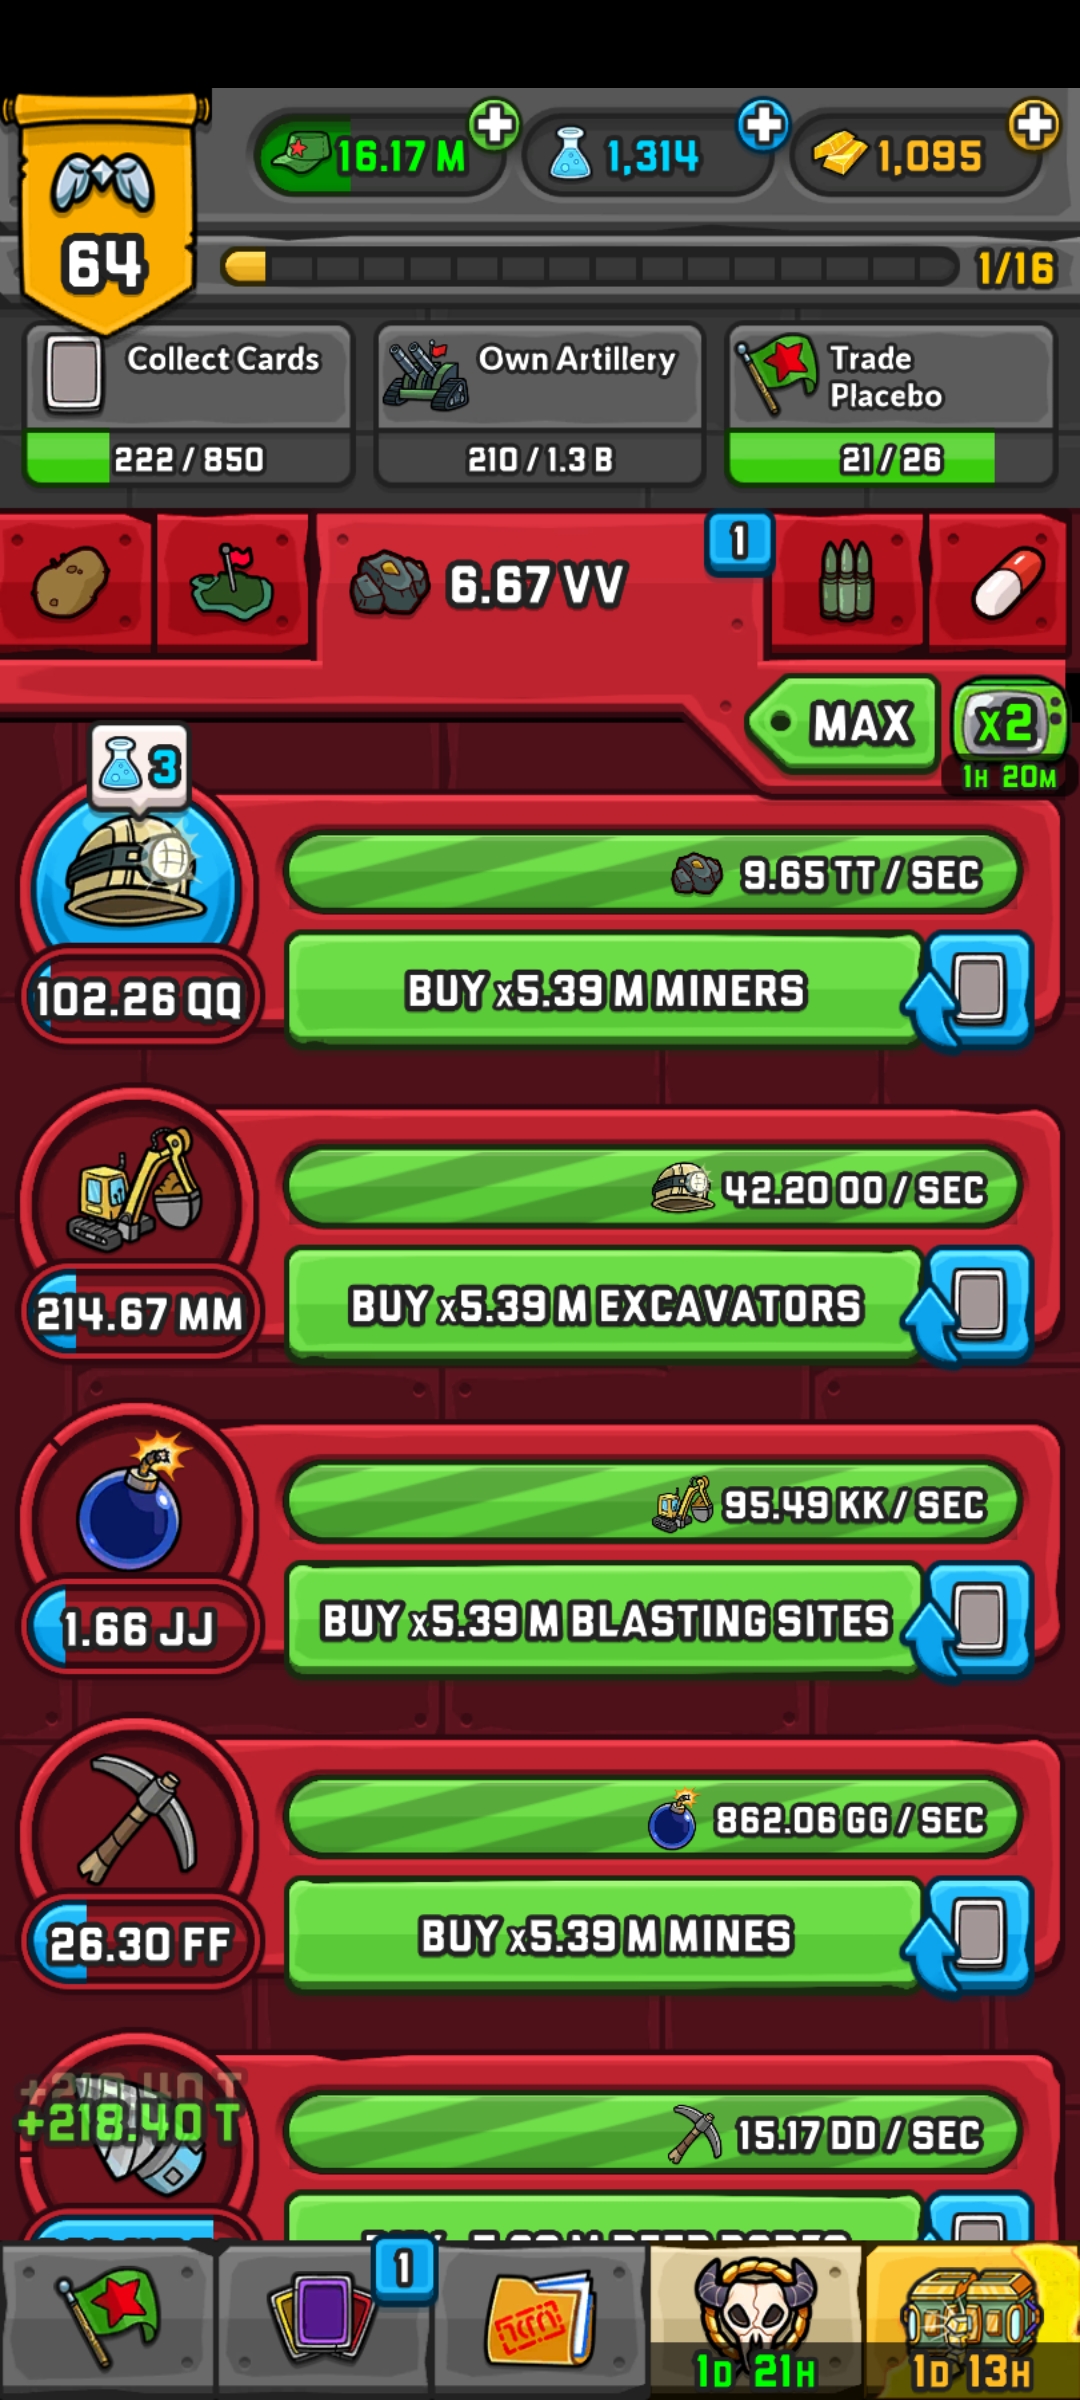 16.17 M
1,314
1,095
64
1/16
Collect Cards
Own Artillery
Trade
Placebo
222 / 850
210 / 1.3 B
21 / 26
6.67 VV
1
MAX
x2
1H 20M
3
9.65 TT / SEC
102.26 QQ
BUY x5.39 M MINERS
42.20 OO / SEC
214.67 MM
BUY x5.39 M EXCAVATORS
95.49 KK / SEC
1.66 JJ
BUY x5.39 M BLASTING SITES
862.06 GG / SEC
26.30 FF
BUY x5.39 M MINES
+218.40 T
+218.40 T
15.17 DD / SEC
1
1D 21H
1D 13H